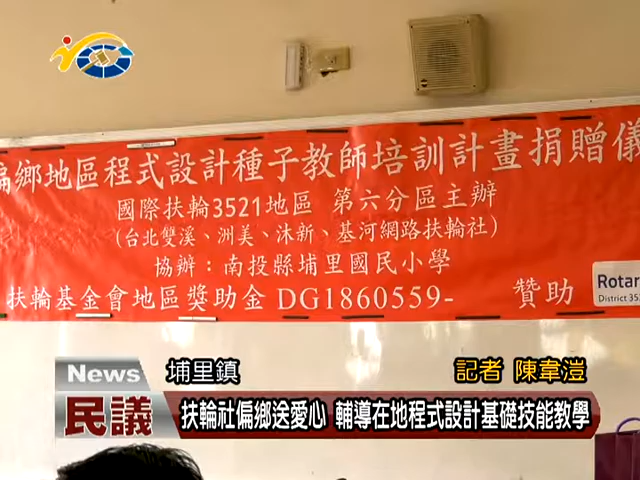 偏鄉地區程式設計種子教師培訓計畫捐贈儀
國際扶輪3521地區 第六分區主辦
(台北雙溪、洲美、沐新、基河網路扶輪社)
協辦：南投縣埔里國民小學
扶輪基金會地區獎助金 DG1860559- 贊助
Rotar
District 352
News 埔里鎮 記者 陳韋溰
民議 扶輪社偏鄉送愛心 輔導在地程式設計基礎技能教學